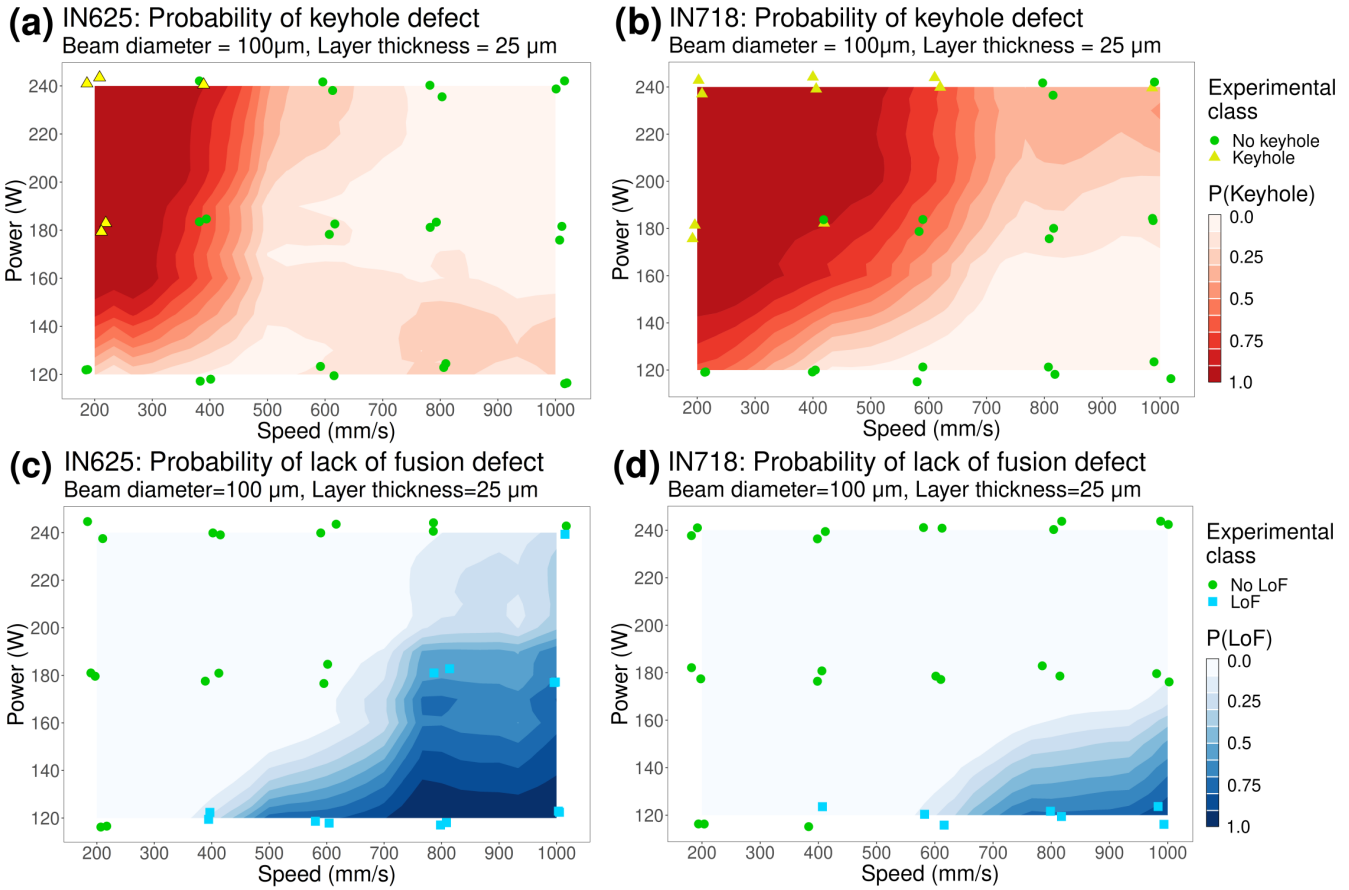 (a) IN625: Probability of keyhole defect
Beam diameter = 100µm, Layer thickness = 25 µm
Power (W)
240
220
200
180
160
140
120
200 300 400 500 600 700 800 900 1000
Speed (mm/s)
(b) IN718: Probability of keyhole defect
Beam diameter = 100µm, Layer thickness = 25 µm
Power (W)
240
220
200
180
160
140
120
200 300 400 500 600 700 800 900 1000
Speed (mm/s)
Experimental
class
No keyhole
Keyhole
P(Keyhole)
0.0
0.25
0.5
0.75
1.0
(c) IN625: Probability of lack of fusion defect
Beam diameter=100 µm, Layer thickness=25 µm
Power (W)
240
220
200
180
160
140
120
200 300 400 500 600 700 800 900 1000
Speed (mm/s)
(d) IN718: Probability of lack of fusion defect
Beam diameter=100 µm, Layer thickness=25 µm
Power (W)
240
220
200
180
160
140
120
200 300 400 500 600 700 800 900 1000
Speed (mm/s)
Experimental
class
No LoF
LoF
P(LoF)
0.0
0.25
0.5
0.75
1.0